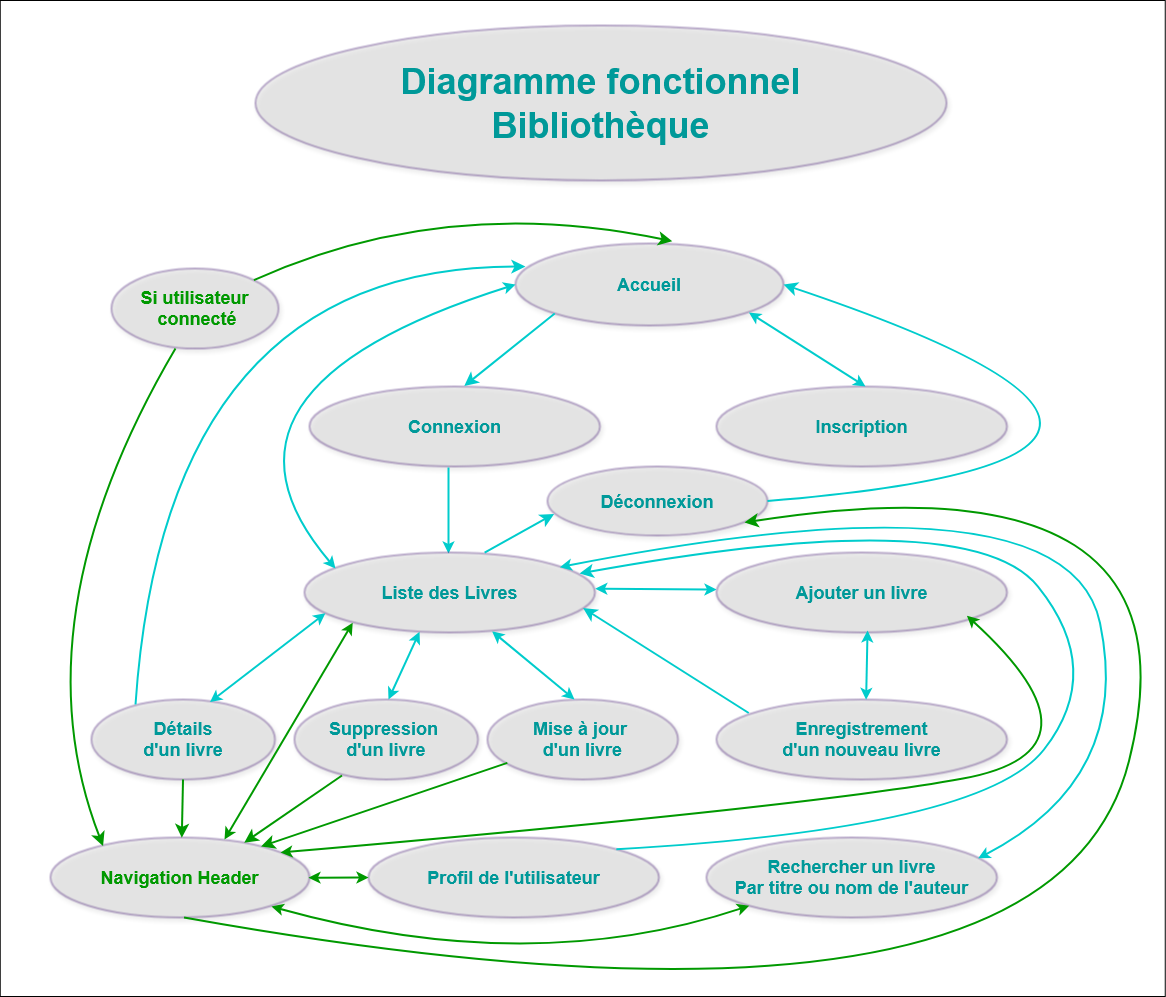 Diagramme fonctionnel
Bibliothèque
Si utilisateur
connecté
Accueil
Connexion
Inscription
Déconnexion
Liste des Livres
Ajouter un livre
Détails
d'un livre
Suppression
d'un livre
Mise à jour
d'un livre
Enregistrement
d'un nouveau livre
Navigation Header
Profil de l'utilisateur
Rechercher un livre
Par titre ou nom de l'auteur